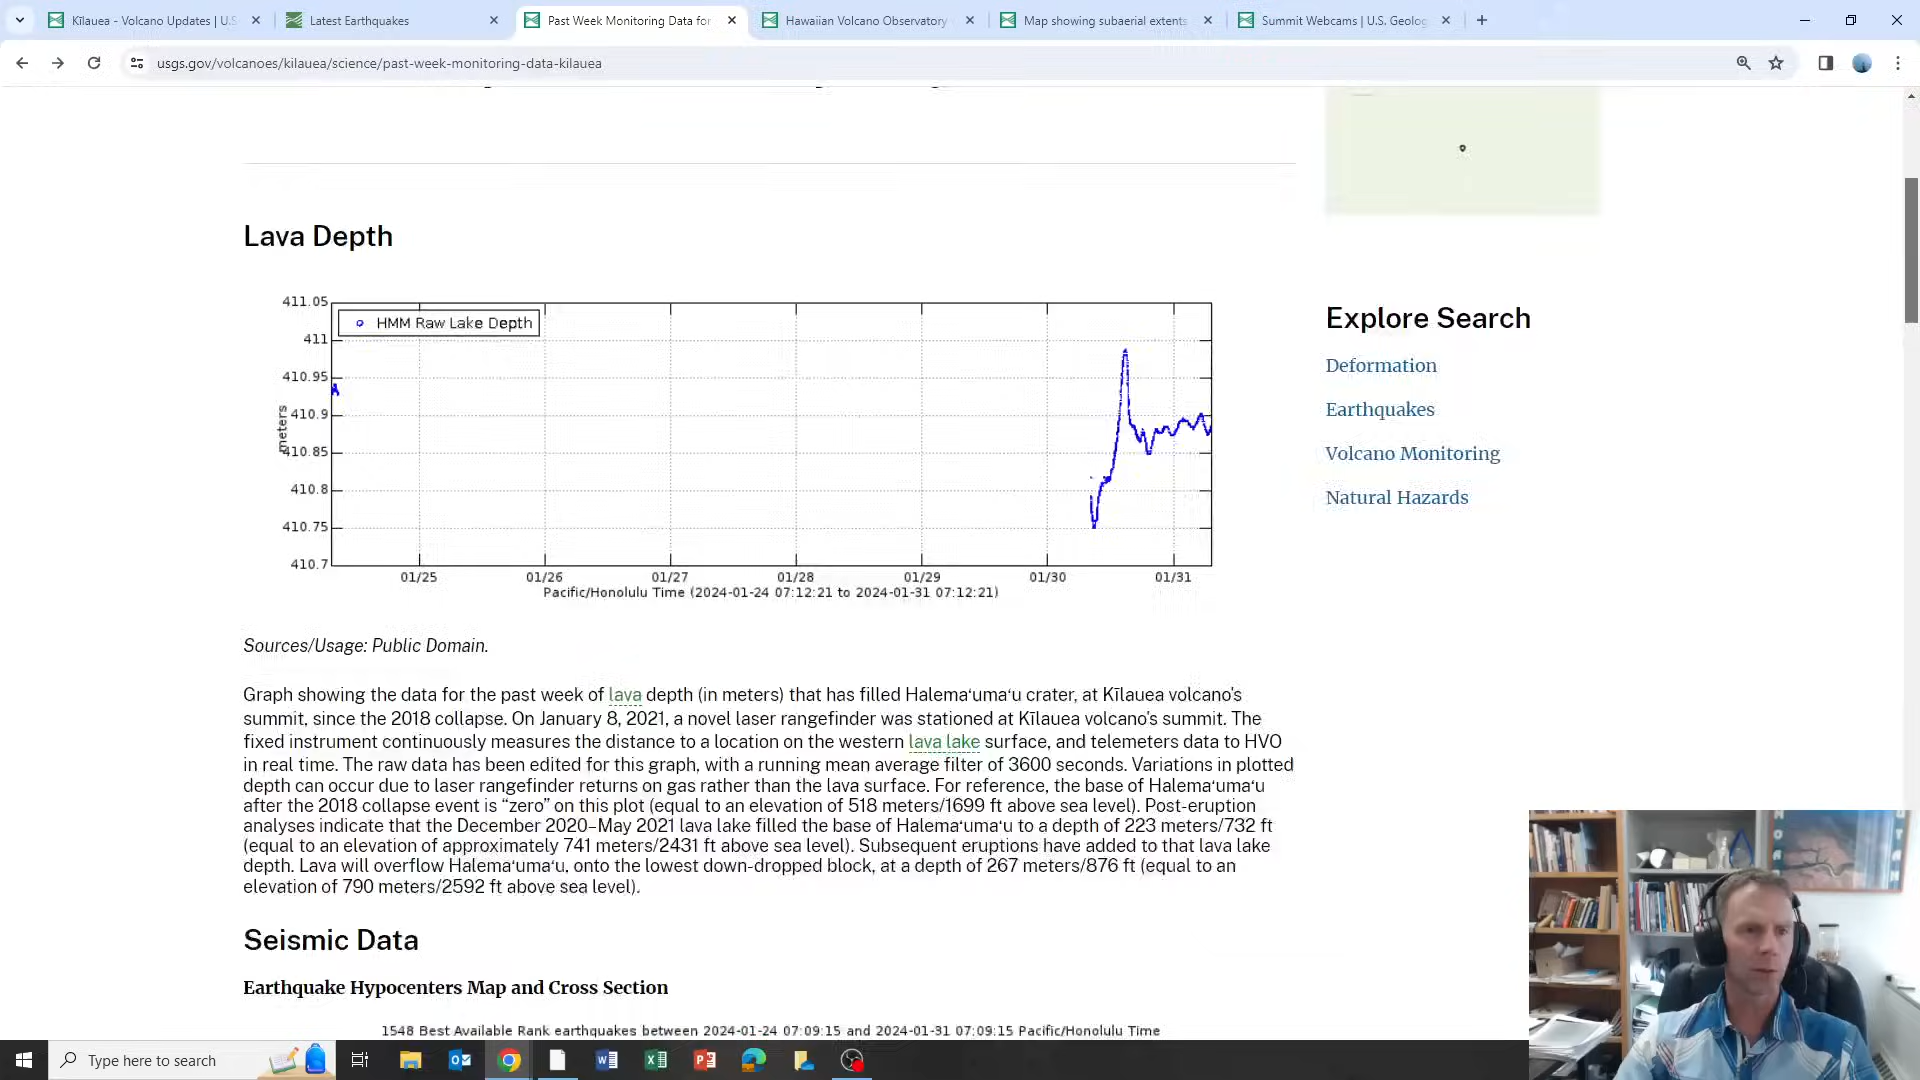 Kīlauea - Volcano Updates | U.S
Latest Earthquakes
Past Week Monitoring Data for
Hawaiian Volcano Observatory
Map showing subaerial extents
Summit Webcams | U.S. Geolog
usgs.gov/volcanoes/kilauea/science/past-week-monitoring-data-kilauea
Lava Depth
411.05
411
410.95
410.9
410.85
410.8
410.75
410.7
meters
HMM Raw Lake Depth
01/25 01/26 01/27 01/28 01/29 01/30 01/31
Pacific/Honolulu Time (2024-01-24 07:12:21 to 2024-01-31 07:12:21)
Explore Search
Deformation
Earthquakes
Volcano Monitoring
Natural Hazards
Sources/Usage: Public Domain.
Graph showing the data for the past week of lava depth (in meters) that has filled Halemaʻumaʻu crater, at Kīlauea volcano's
summit, since the 2018 collapse. On January 8, 2021, a novel laser rangefinder was stationed at Kīlauea volcano's summit. The
fixed instrument continuously measures the distance to a location on the western lava lake surface, and telemeters data to HVO
in real time. The raw data has been edited for this graph, with a running mean average filter of 3600 seconds. Variations in plotted
depth can occur due to laser rangefinder returns on gas rather than the lava surface. For reference, the base of Halemaʻumaʻu
after the 2018 collapse event is “zero” on this plot (equal to an elevation of 518 meters/1699 ft above sea level). Post-eruption
analyses indicate that the December 2020–May 2021 lava lake filled the base of Halemaʻumaʻu to a depth of 223 meters/732 ft
(equal to an elevation of approximately 741 meters/2431 ft above sea level). Subsequent eruptions have added to that lava lake
depth. Lava will overflow Halemaʻumaʻu, onto the lowest down-dropped block, at a depth of 267 meters/876 ft (equal to an
elevation of 790 meters/2592 ft above sea level).
Seismic Data
Earthquake Hypocenters Map and Cross Section
1548 Best Available Rank earthquakes between 2024-01-24 07:09:15 and 2024-01-31 07:09:15 Pacific/Honolulu Time
Type here to search